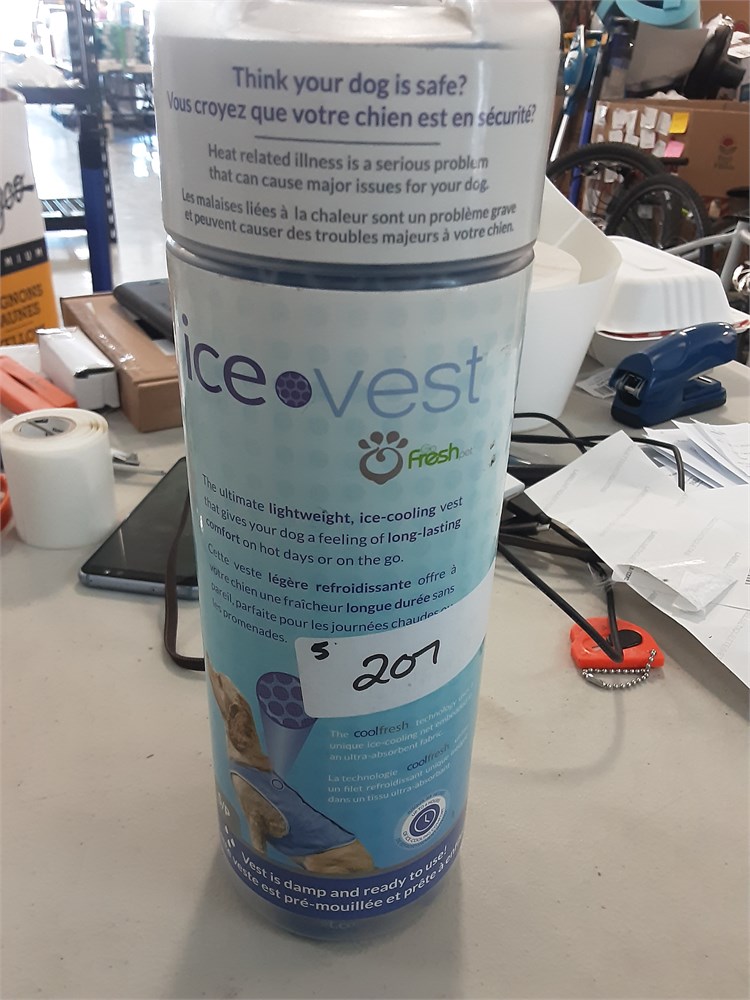 Think your dog is safe?
Vous croyez que votre chien est en sécurité?
Heat related illness is a serious problem
that can cause major issues for your dog.
Les malaises liées à la chaleur sont un problème grave
et peuvent causer des troubles majeurs à votre chien.
ice vest
Fresh pet
The ultimate lightweight, ice-cooling vest
that gives your dog a feeling of long-lasting
comfort on hot days or on the go.
Cette veste légère refroidissante offre à
votre chien une fraîcheur longue durée sans
pareil, parfaite pour les journées chaudes ou
les promenades.
S 207
The coolfresh technology
unique ice-cooling net embedded
an ultra-absorbent fabric.
La technologie coolfresh
un filet refroidissant unique
dans un tissu ultra-absorbant
Vest is damp and ready to use!
veste est pré-mouillée et prête à